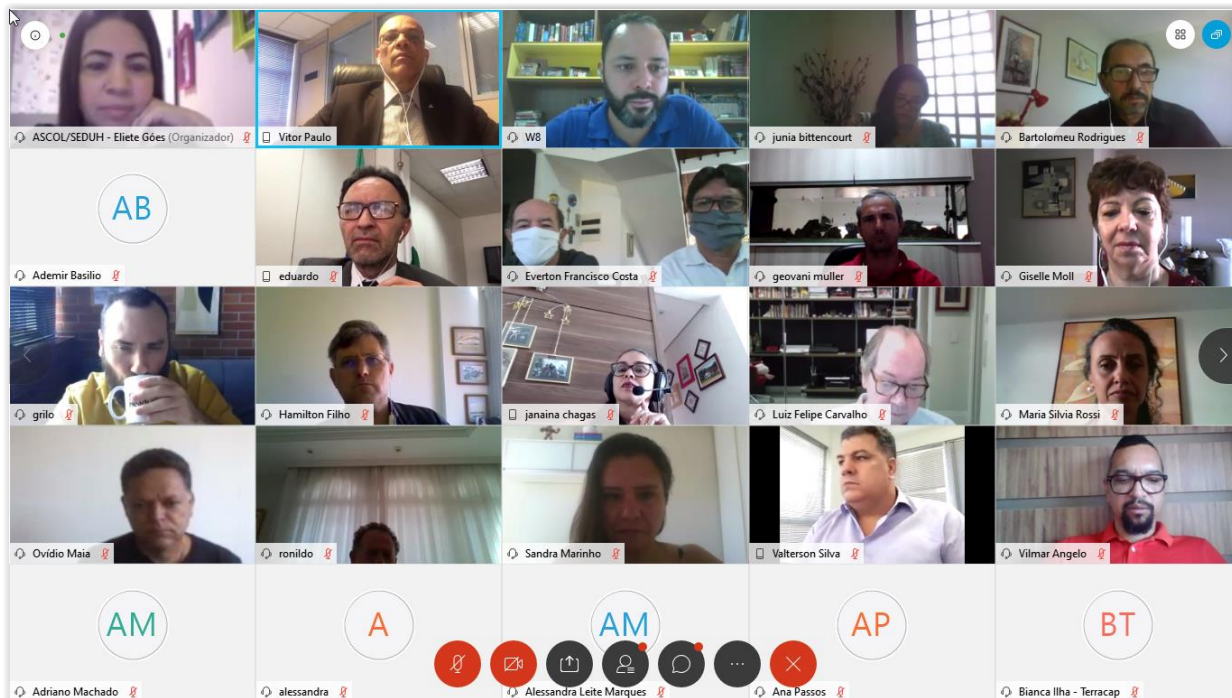 ASCOL/SEDUH - Eliete Góes (Organizador)
Vitor Paulo
W8
junia bittencourt
Bartolomeu Rodrigues
AB
Ademir Basilio
eduardo
Everton Francisco Costa
geovani muller
Giselle Moll
grilo
Hamilton Filho
janaina chagas
Luiz Felipe Carvalho
Maria Silvia Rossi
Ovídio Maia
ronildo
Sandra Marinho
Valterson Silva
Vilmar Angelo
AM
A
AM
AP
BT
Adriano Machado
alessandra
Alessandra Leite Marques
Ana Passos
Bianca Ilha - Terracap